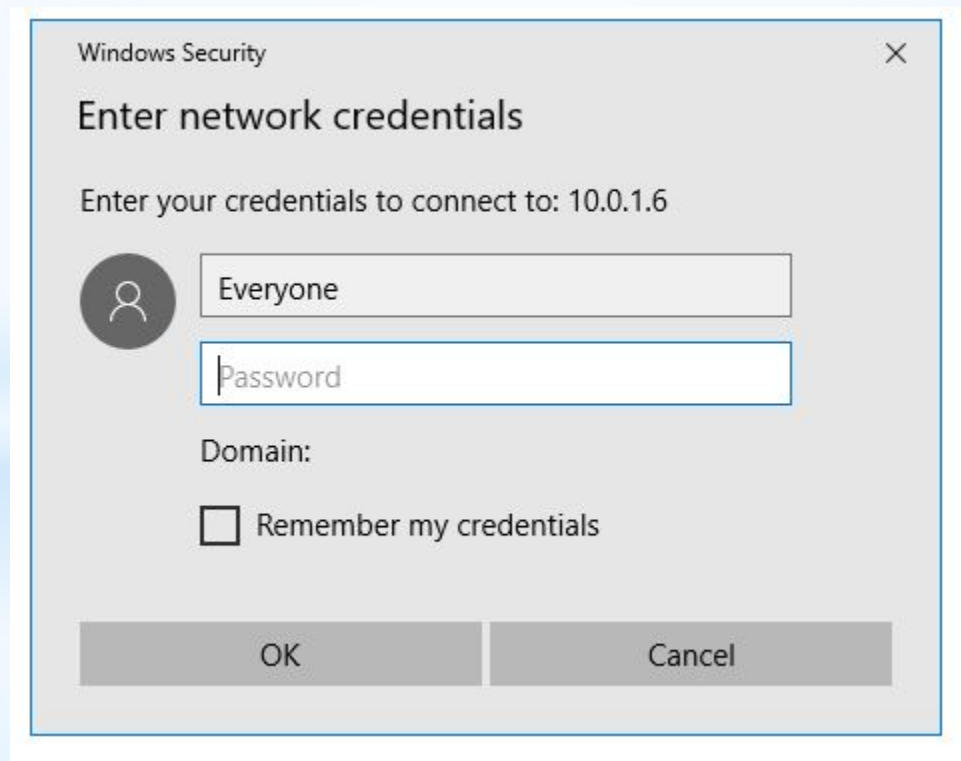 Windows Security
Enter network credentials
Enter your credentials to connect to: 10.0.1.6
Everyone
Password
Domain:
Remember my credentials
OK
Cancel